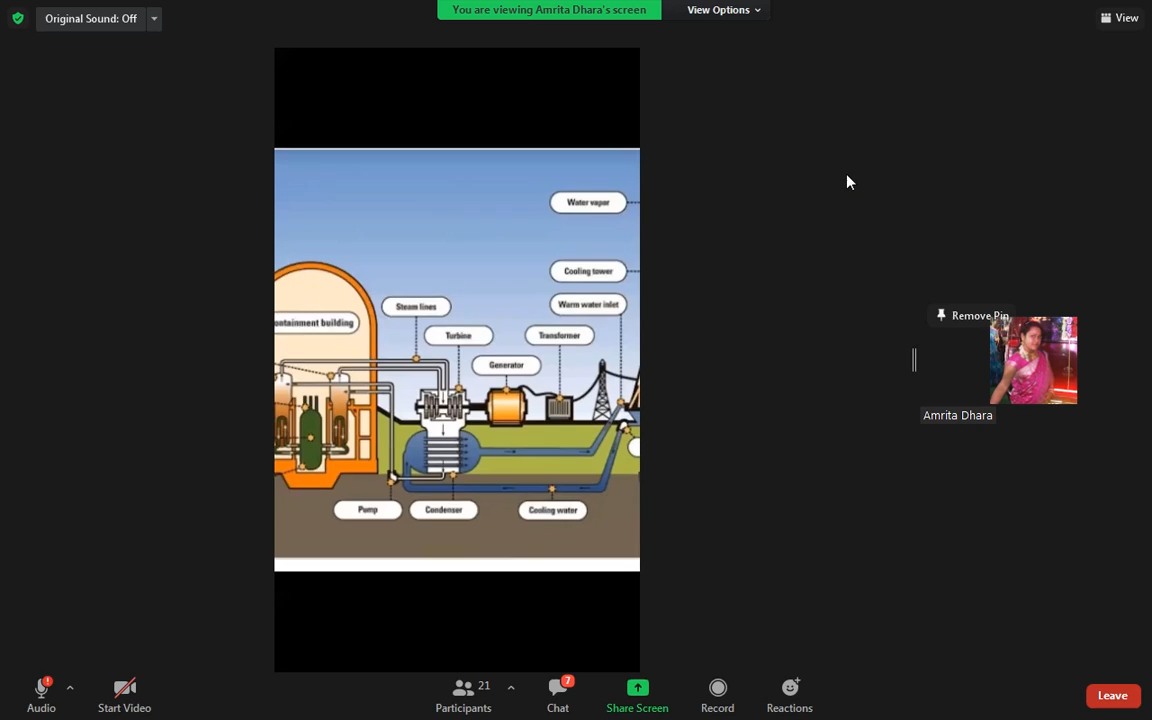 Original Sound: Off
You are viewing Amrita Dhara's screen
View Options
View
Water vapor
Cooling tower
Warm water inlet
Steam lines
ontainment building
Turbine
Transformer
Generator
Pump
Condenser
Cooling water
Remove Pin
Amrita Dhara
Audio
Start Video
21
Participants
7
Chat
Share Screen
Record
Reactions
Leave